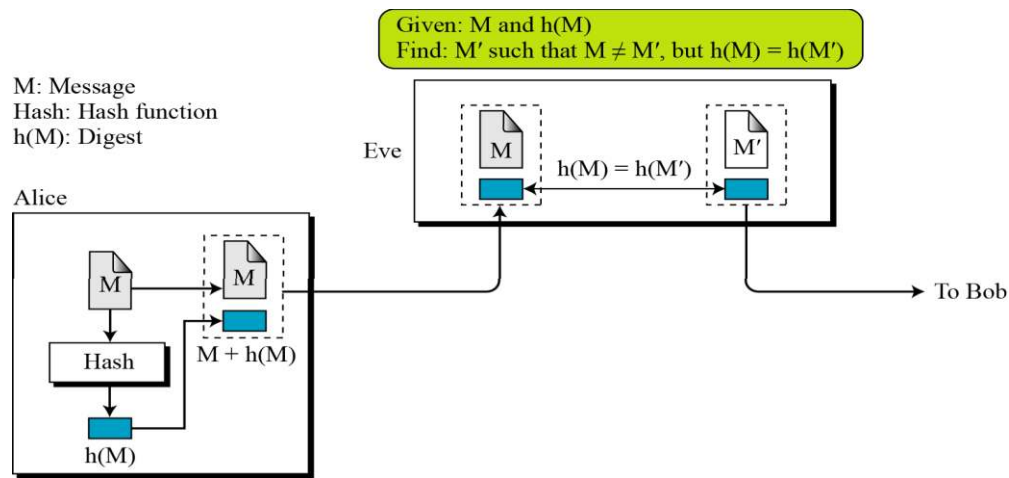 Given: M and h(M)
Find: M′ such that M ≠ M′, but h(M) = h(M′)
M: Message
Hash: Hash function
h(M): Digest
Eve
M
M′
h(M) = h(M′)
Alice
M
M
To Bob
Hash
M + h(M)
h(M)